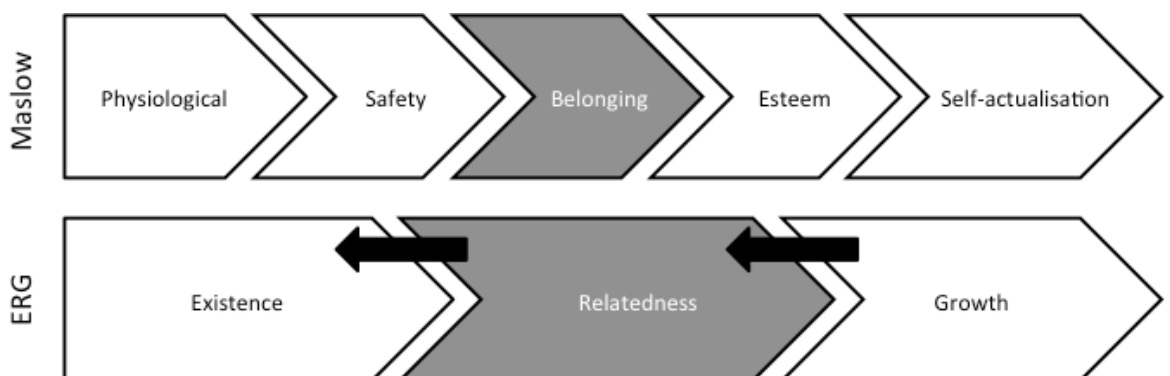 Maslow
Physiological
Safety
Belonging
Esteem
Self-actualisation
ERG
Existence
Relatedness
Growth